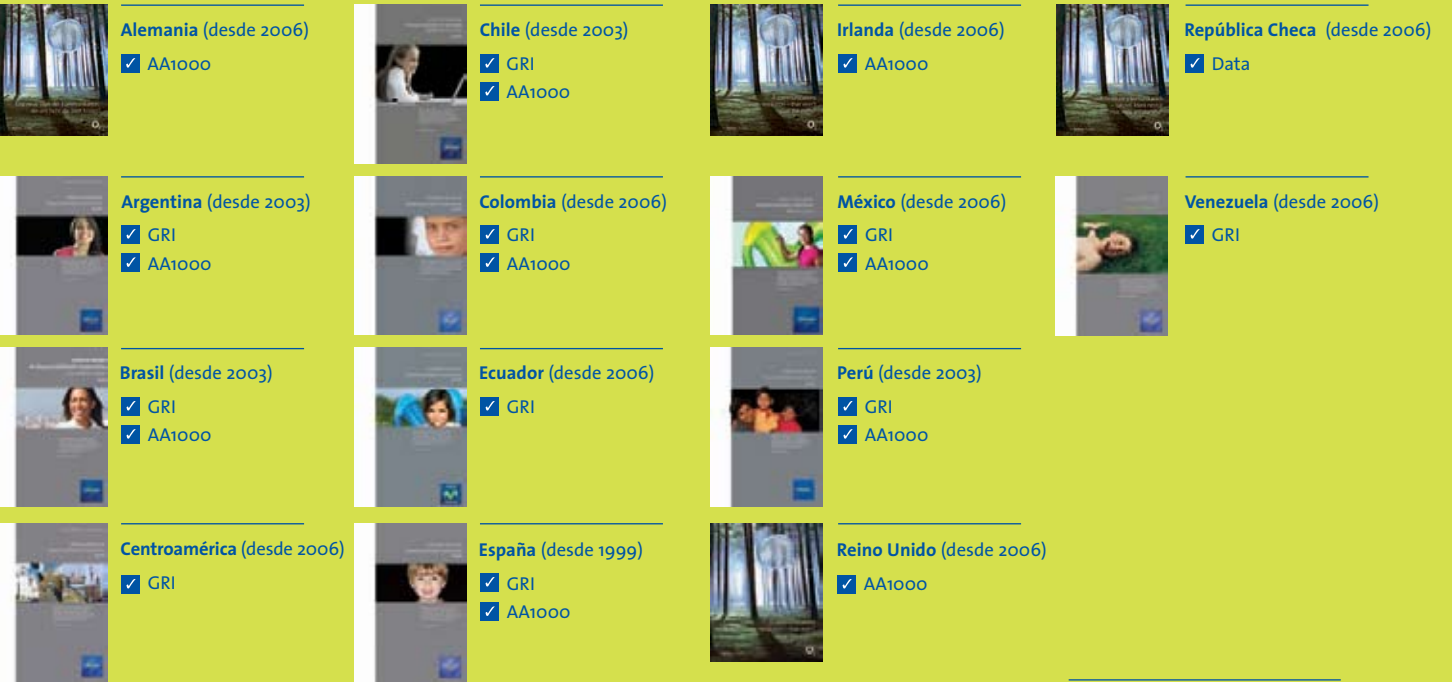 Alemania (desde 2006)
AA1000
Argentina (desde 2003)
GRI
AA1000
Brasil (desde 2003)
GRI
AA1000
Centroamérica (desde 2006)
GRI
Chile (desde 2003)
GRI
AA1000
Colombia (desde 2006)
GRI
AA1000
Ecuador (desde 2006)
GRI
España (desde 1999)
GRI
AA1000
Irlanda (desde 2006)
AA1000
México (desde 2006)
GRI
AA1000
Perú (desde 2003)
GRI
AA1000
Reino Unido (desde 2006)
AA1000
República Checa (desde 2006)
Data
Venezuela (desde 2006)
GRI